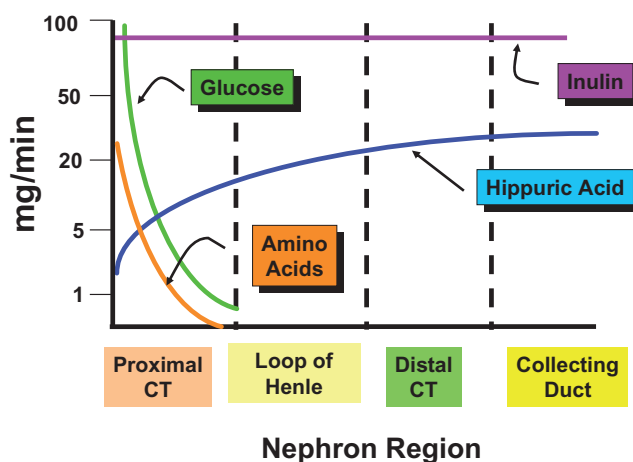 100
50
20
5
1
mg/min
Glucose
Inulin
Hippuric Acid
Amino
Acids
Proximal
CT
Loop of
Henle
Distal
CT
Collecting
Duct
Nephron Region